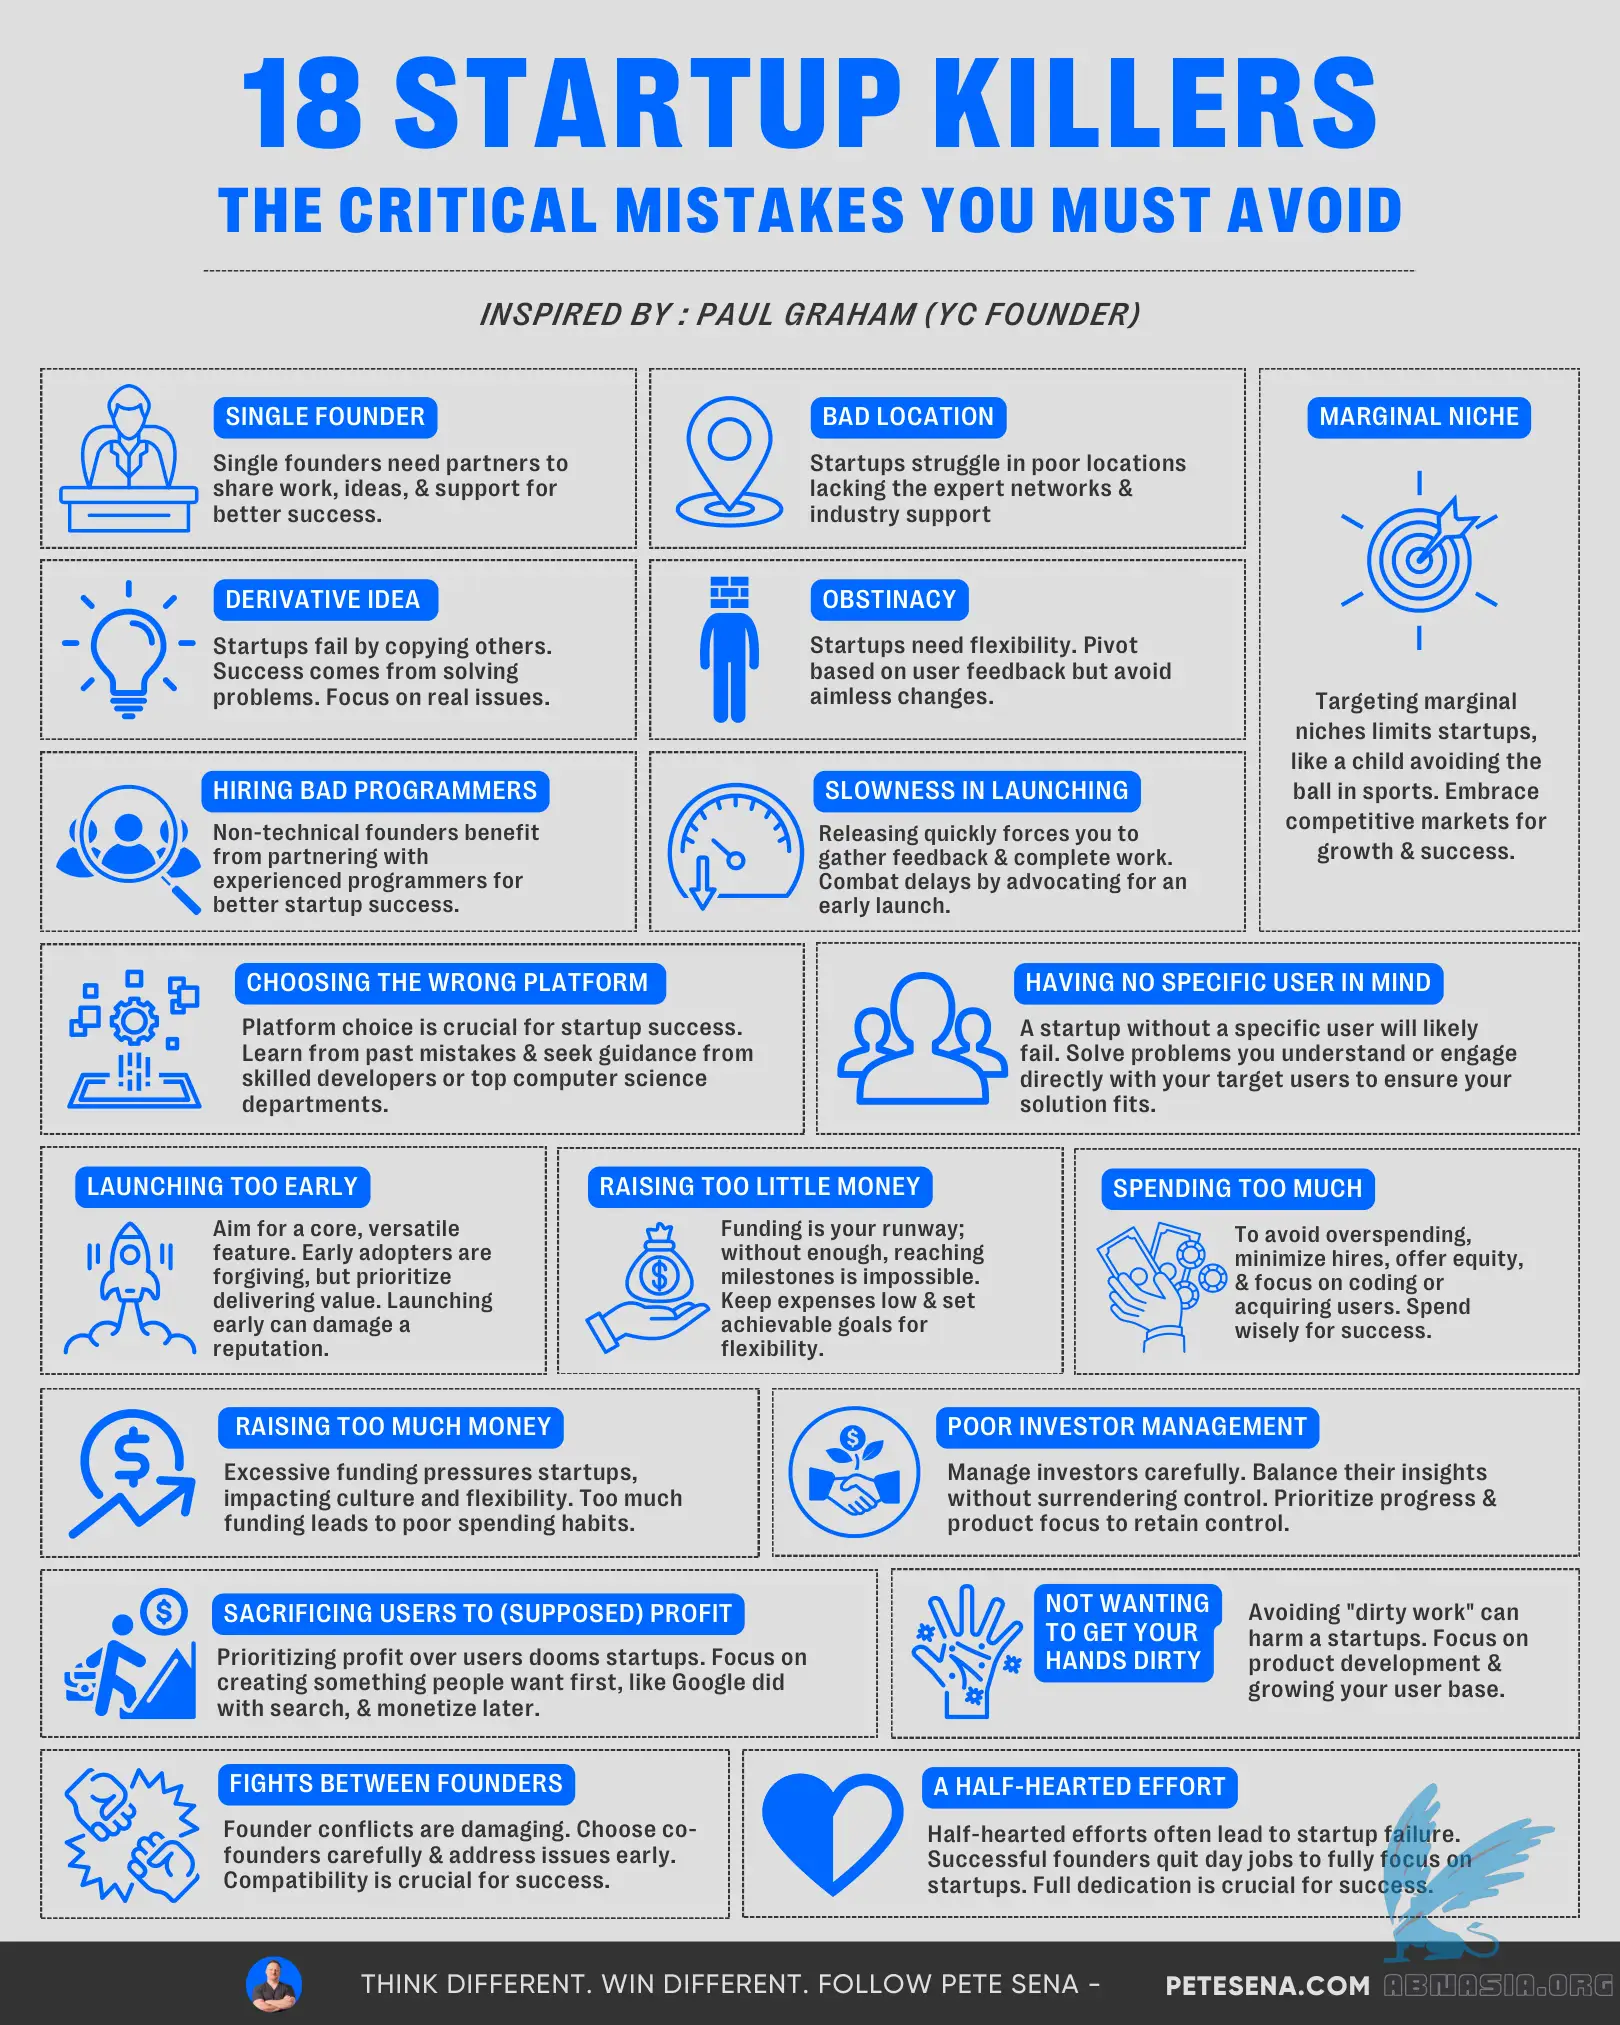 18 STARTUP KILLERS
THE CRITICAL MISTAKES YOU MUST AVOID
INSPIRED BY : PAUL GRAHAM (YC FOUNDER)
SINGLE FOUNDER
Single founders need partners to
share work, ideas, & support for
better success.
BAD LOCATION
Startups struggle in poor locations
lacking the expert networks &
industry support
MARGINAL NICHE
Targeting marginal
niches limits startups,
like a child avoiding the
ball in sports. Embrace
competitive markets for
growth & success.
DERIVATIVE IDEA
Startups fail by copying others.
Success comes from solving
problems. Focus on real issues.
OBSTINACY
Startups need flexibility. Pivot
based on user feedback but avoid
aimless changes.
HIRING BAD PROGRAMMERS
Non-technical founders benefit
from partnering with
experienced programmers for
better startup success.
SLOWNESS IN LAUNCHING
Releasing quickly forces you to
gather feedback & complete work.
Combat delays by advocating for an
early launch.
CHOOSING THE WRONG PLATFORM
Platform choice is crucial for startup success.
Learn from past mistakes & seek guidance from
skilled developers or top computer science
departments.
HAVING NO SPECIFIC USER IN MIND
A startup without a specific user will likely
fail. Solve problems you understand or engage
directly with your target users to ensure your
solution fits.
LAUNCHING TOO EARLY
Aim for a core, versatile
feature. Early adopters are
forgiving, but prioritize
delivering value. Launching
early can damage a
reputation.
RAISING TOO LITTLE MONEY
Funding is your runway;
without enough, reaching
milestones is impossible.
Keep expenses low & set
achievable goals for
flexibility.
SPENDING TOO MUCH
To avoid overspending,
minimize hires, offer equity,
& focus on coding or
acquiring users. Spend
wisely for success.
RAISING TOO MUCH MONEY
Excessive funding pressures startups,
impacting culture and flexibility. Too much
funding leads to poor spending habits.
POOR INVESTOR MANAGEMENT
Manage investors carefully. Balance their insights
without surrendering control. Prioritize progress &
product focus to retain control.
SACRIFICING USERS TO (SUPPOSED) PROFIT
Prioritizing profit over users dooms startups. Focus on
creating something people want first, like Google did
with search, & monetize later.
NOT WANTING
TO GET YOUR
HANDS DIRTY
Avoiding "dirty work" can
harm a startups. Focus on
product development &
growing your user base.
FIGHTS BETWEEN FOUNDERS
Founder conflicts are damaging. Choose co-
founders carefully & address issues early.
Compatibility is crucial for success.
A HALF-HEARTED EFFORT
Half-hearted efforts often lead to startup failure.
Successful founders quit day jobs to fully focus on
startups. Full dedication is crucial for success.
THINK DIFFERENT. WIN DIFFERENT. FOLLOW PETE SENA - PETESENA.COM
ABNASIA.ORG